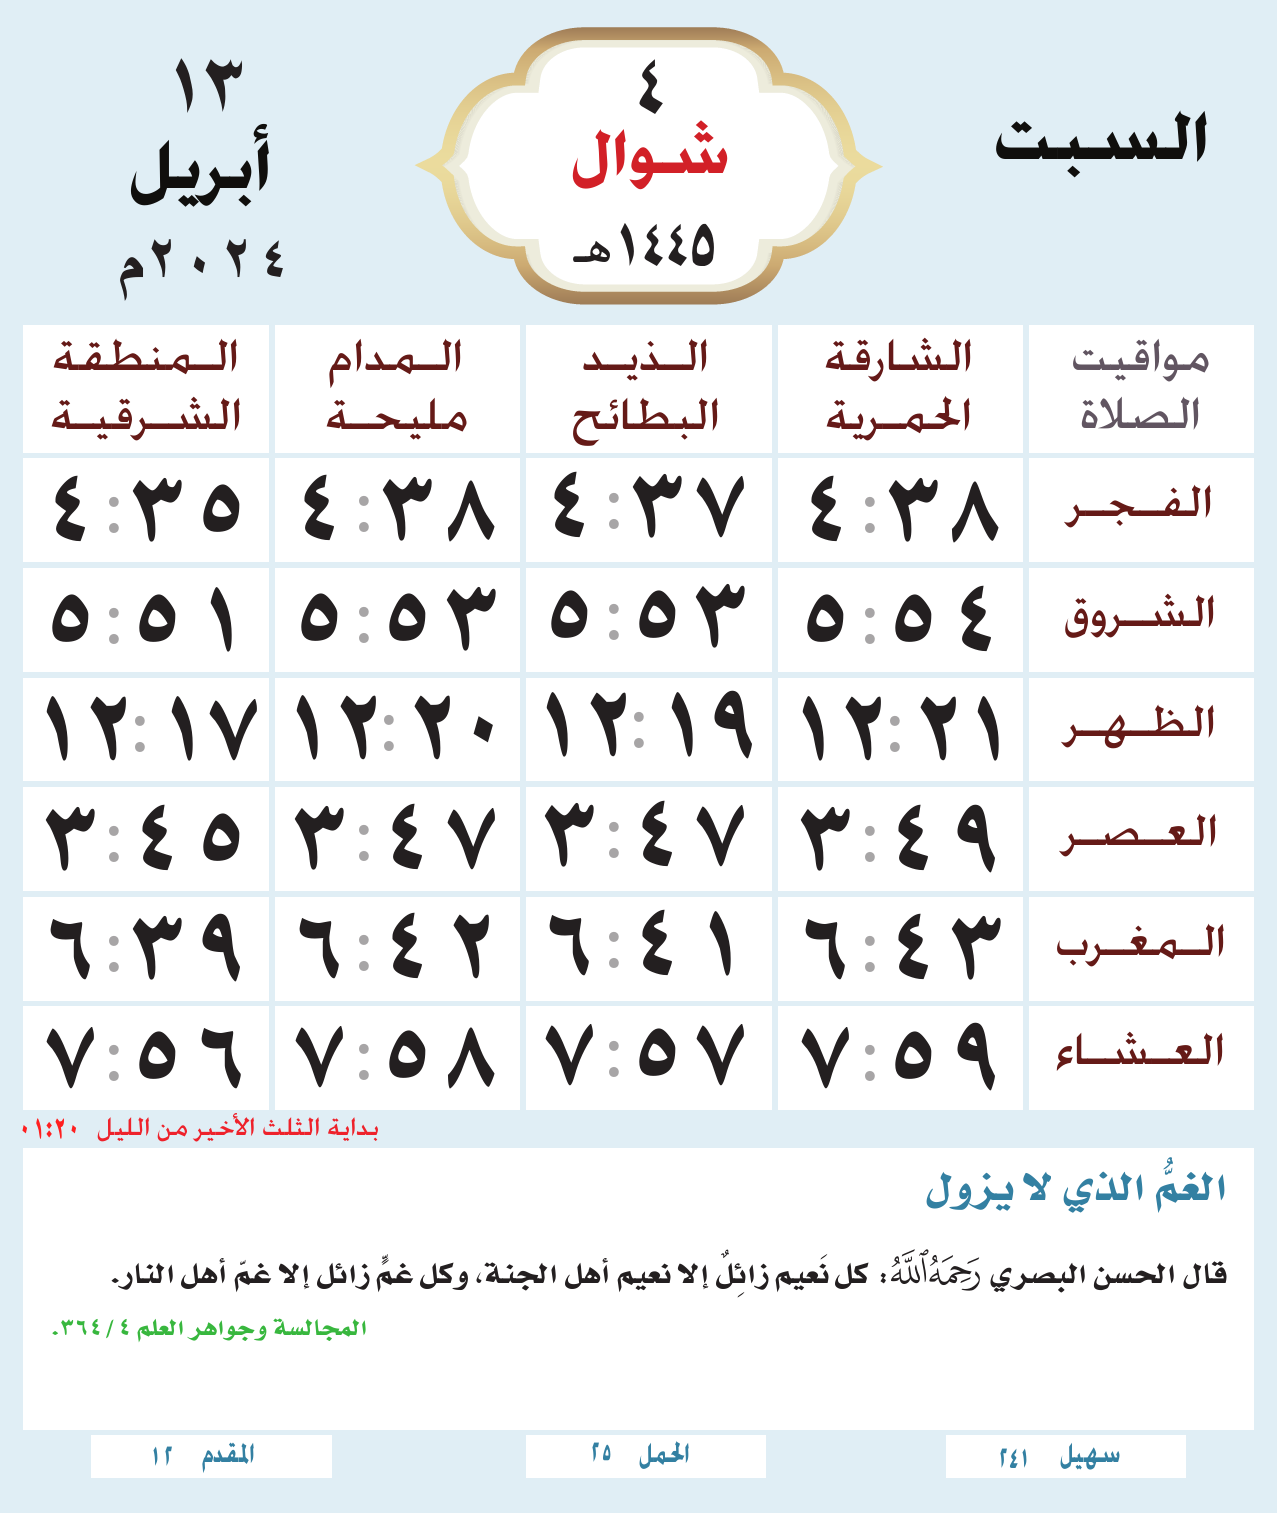 السبت
٤
شوال
١٤٤٥هـ
١٣
أبريل
٢٠٢٤م
مواقيت الصلاة
الشارقة الحمرية
الذيد البطائح
المدام مليحة
المنطقة الشرقية
الفجر ٤:٣٨ ٤:٣٧ ٤:٣٨ ٤:٣٥
الشروق ٥:٥٤ ٥:٥٣ ٥:٥٣ ٥:٥١
الظهر ١٢:٢١ ١٢:١٩ ١٢:٢٠ ١٢:١٧
العصر ٣:٤٩ ٣:٤٧ ٣:٤٧ ٣:٤٥
المغرب ٦:٤٣ ٦:٤١ ٦:٤٢ ٦:٣٩
العشاء ٧:٥٩ ٧:٥٧ ٧:٥٨ ٧:٥٦
بداية الثلث الأخير من الليل ٠١:٢٠
الغمُّ الذي لا يزول
قال الحسن البصري رَحِمَهُ ٱللَّهُ: كل نَعيم زائِلٌ إلا نعيم أهل الجنة، وكل غمٍّ زائل إلا غمّ أهل النار.
المجالسة وجواهر العلم ٤ / ٣٦٤.
سهيل ٢٤١
الحمل ٢٥
المقدم ١٢